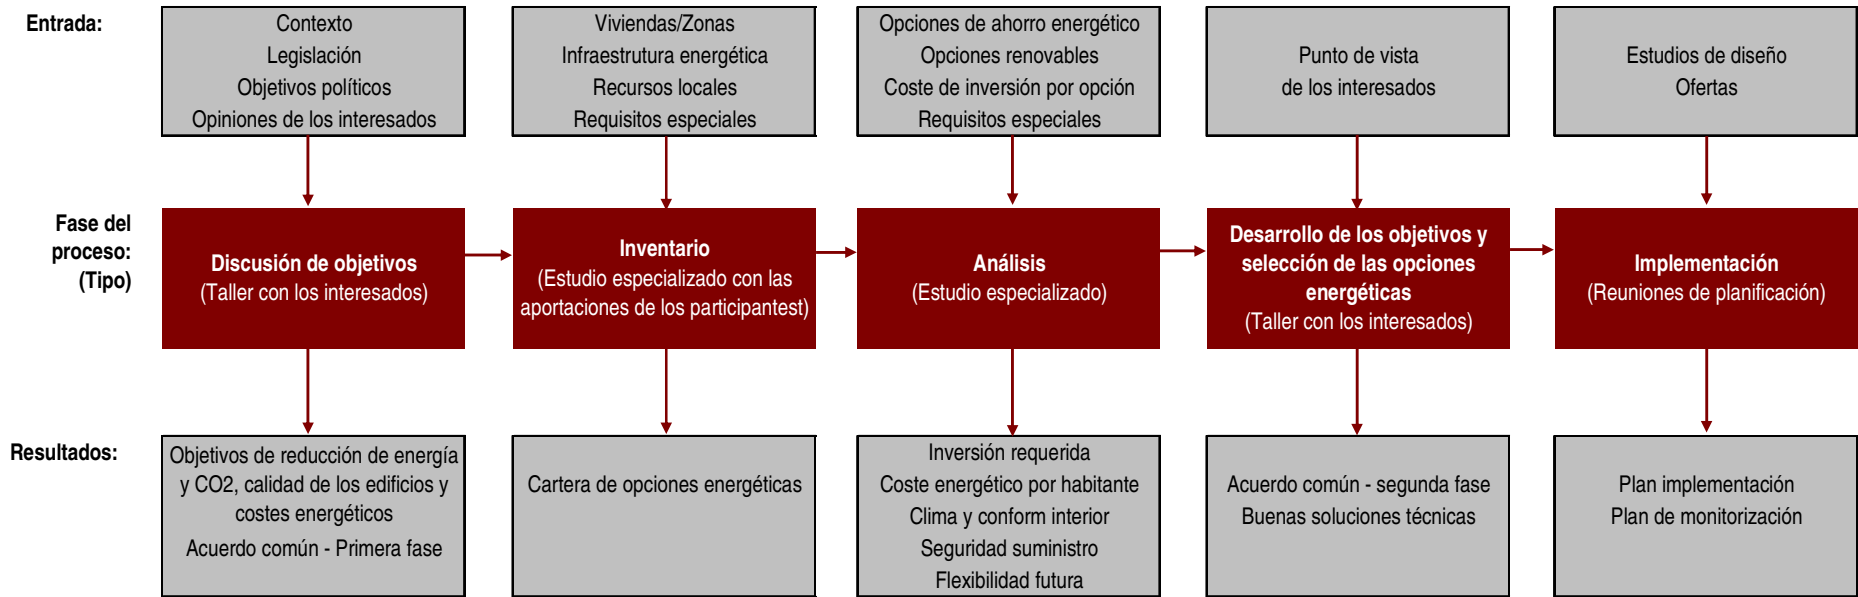 Entrada:
Contexto
Legislación
Objetivos políticos
Opiniones de los interesados
Viviendas/Zonas
Infraestrutura energética
Recursos locales
Requisitos especiales
Opciones de ahorro energético
Opciones renovables
Coste de inversión por opción
Requisitos especiales
Punto de vista
de los interesados
Estudios de diseño
Ofertas
Fase del
proceso:
(Tipo)
Discusión de objetivos
(Taller con los interesados)
Inventario
(Estudio especializado con las
aportaciones de los participantest)
Análisis
(Estudio especializado)
Desarrollo de los objetivos y
selección de las opciones
energéticas
(Taller con los interesados)
Implementación
(Reuniones de planificación)
Resultados:
Objetivos de reducción de energía
y CO2, calidad de los edificios y
costes energéticos
Acuerdo común - Primera fase
Cartera de opciones energéticas
Inversión requerida
Coste energético por habitante
Clima y conform interior
Seguridad suministro
Flexibilidad futura
Acuerdo común - segunda fase
Buenas soluciones técnicas
Plan implementación
Plan de monitorización